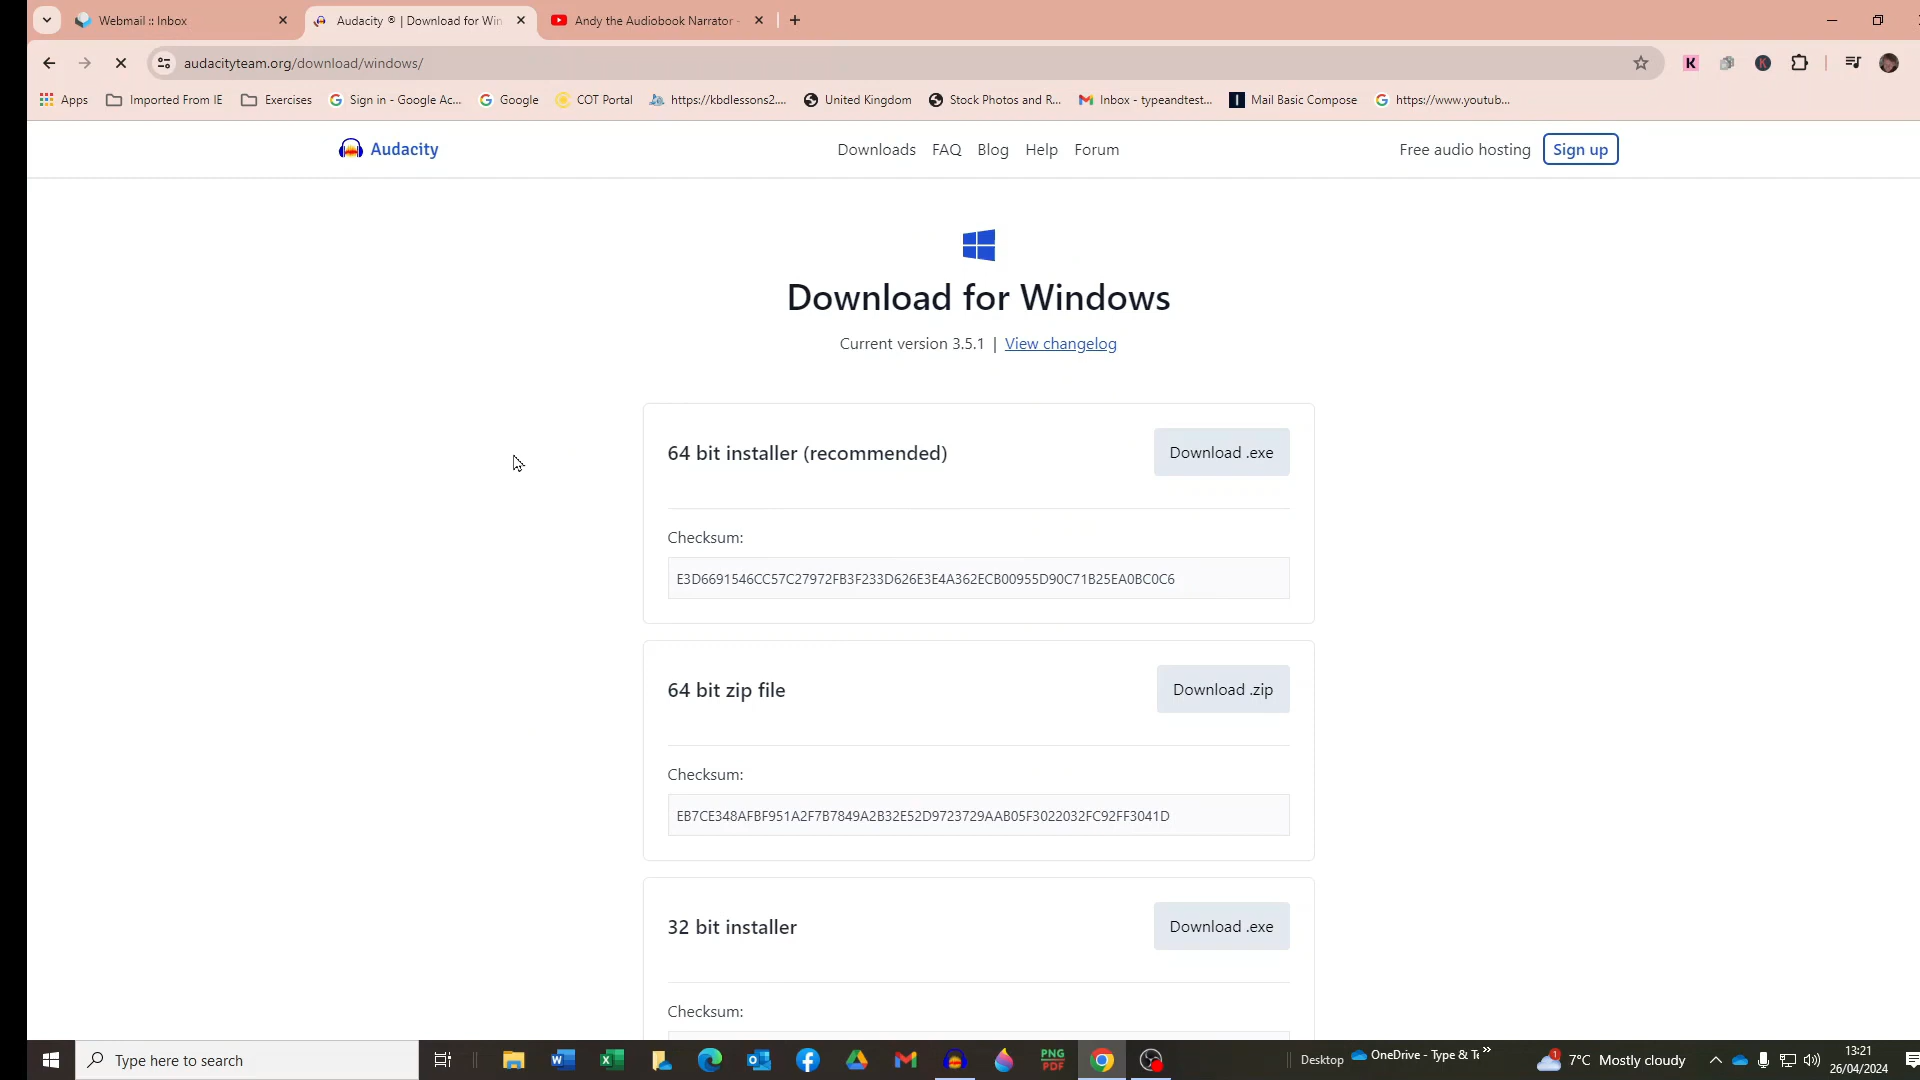 Webmail :: Inbox
Audacity ® | Download for Win
Andy the Audiobook Narrator -
audacityteam.org/download/windows/
Apps
Imported From IE
Exercises
Sign in - Google Ac...
Google
COT Portal
https://kbdlessons2....
United Kingdom
Stock Photos and R...
Inbox - typeandtest...
Mail Basic Compose
https://www.youtub...
Audacity
Downloads
FAQ
Blog
Help
Forum
Free audio hosting
Sign up
Download for Windows
Current version 3.5.1 | View changelog
64 bit installer (recommended)
Download .exe
Checksum:
E3D6691546CC57C27972FB3F233D626E3E4A362ECB00955D90C71B25EA0BC0C6
64 bit zip file
Download .zip
Checksum:
EB7CE348AFBF951A2F7B7849A2B32E52D9723729AAB05F3022032FC92FF3041D
32 bit installer
Download .exe
Checksum:
Type here to search
PNG
PDF
Desktop
OneDrive - Type & Te
1
7°C Mostly cloudy
13:21
26/04/2024